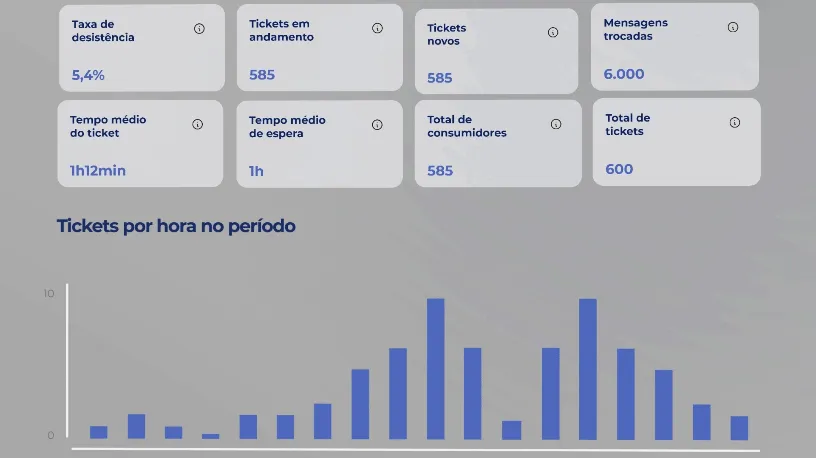 Taxa de
desistência
5,4%
Tickets em
andamento
585
Tickets
novos
585
Mensagens
trocadas
6.000
Tempo médio
do ticket
1h12min
Tempo médio
de espera
1h
Total de
consumidores
585
Total de
tickets
600
Tickets por hora no período
10
0